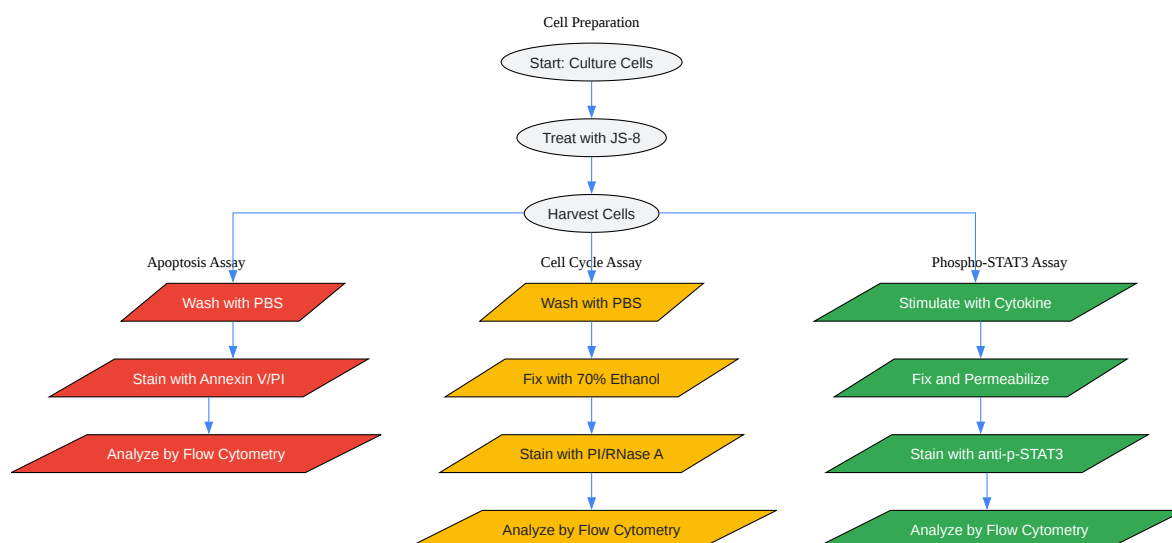 Cell Preparation
Start: Culture Cells
Treat with JS-8
Harvest Cells
Apoptosis Assay
Wash with PBS
Stain with Annexin V/PI
Analyze by Flow Cytometry
Cell Cycle Assay
Wash with PBS
Fix with 70% Ethanol
Stain with PI/RNase A
Analyze by Flow Cytometry
Phospho-STAT3 Assay
Stimulate with Cytokine
Fix and Permeabilize
Stain with anti-p-STAT3
Analyze by Flow Cytometry